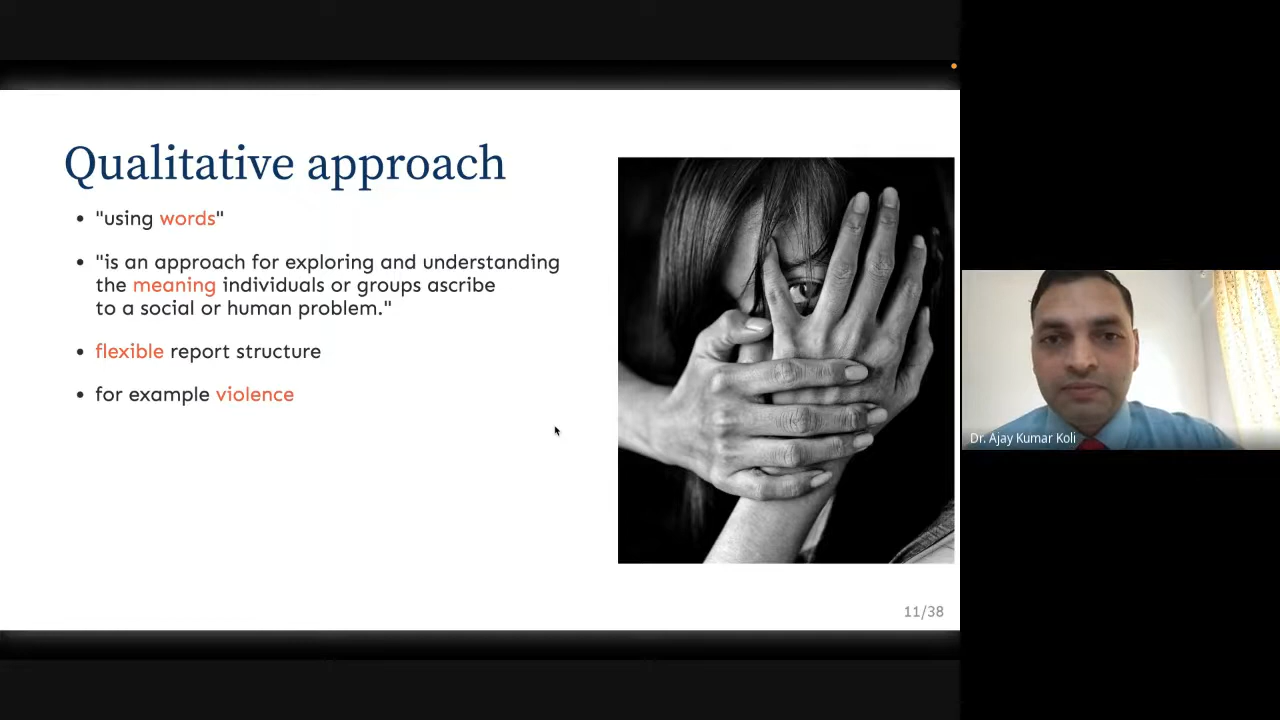 Qualitative approach
• "using words"
• "is an approach for exploring and understanding
the meaning individuals or groups ascribe
to a social or human problem."
• flexible report structure
• for example violence
11/38
Dr. Ajay Kumar Koli